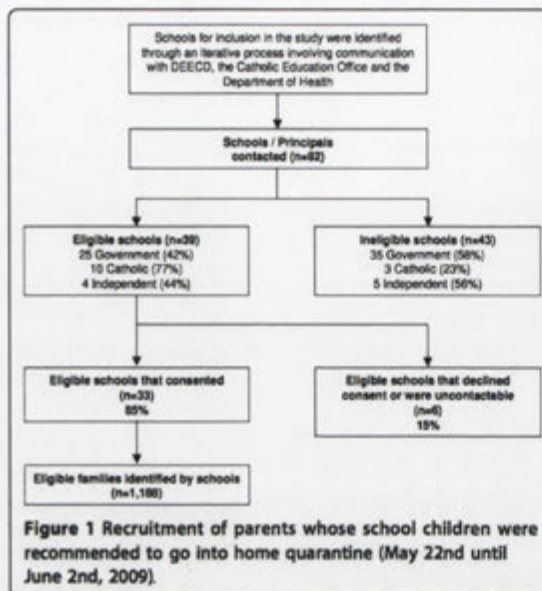 Schools for inclusion in the study were identified
through an iterative process involving communication
with DEECD, the Catholic Education Office and the
Department of Health
Schools / Principals
contacted (n=82)
Eligible schools (n=39)
25 Government (42%)
10 Catholic (77%)
4 Independent (44%)
Ineligible schools (n=43)
35 Government (58%)
3 Catholic (23%)
5 Independent (56%)
Eligible schools that consented
(n=33)
85%
Eligible schools that declined
consent or were uncontactable
(n=6)
15%
Eligible families identified by schools
(n=1,188)
Figure 1 Recruitment of parents whose school children were
recommended to go into home quarantine (May 22nd until
June 2nd, 2009).